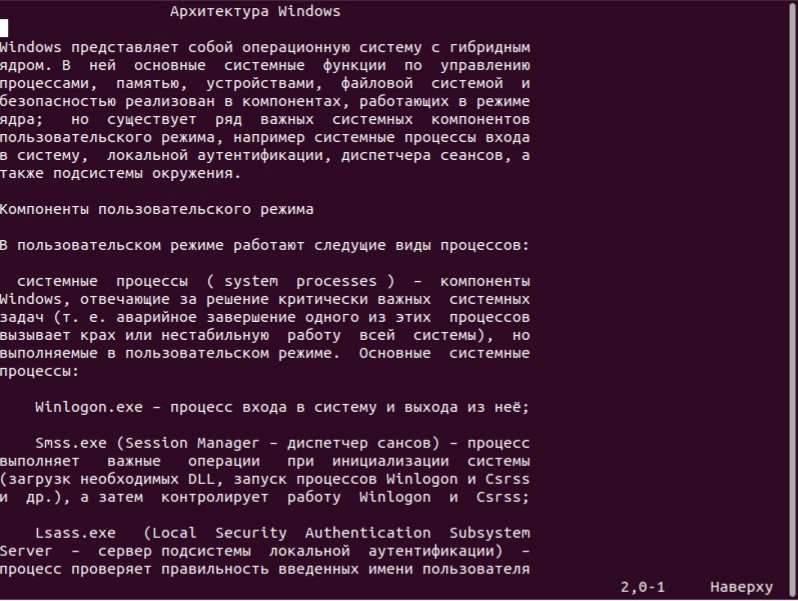 Архитектура Windows
Windows представляет собой операционную систему с гибридным
ядром. В ней основные системные функции по управлению
процессами, памятью, устройствами, файловой системой и
безопасностью реализован в компонентах, работающих в режиме
ядра; но существует ряд важных системных компонентов
пользовательского режима, например системные процессы входа
в систему, локальной аутентификации, диспетчера сеансов, а
также подсистемы окружения.
Компоненты пользовательского режима
В пользовательском режиме работают следущие виды процессов:
системные процессы ( system processes ) – компоненты
Windows, отвечающие за решение критически важных системных
задач (т. е. аварийное завершение одного из этих процессов
вызывает крах или нестабильную работу всей системы), но
выполняемые в пользовательском режиме. Основные системные
процессы:
Winlogon.exe – процесс входа в систему и выхода из неё;
Smss.exe (Session Manager – диспетчер сансов) – процесс
выполняет важные операции при инициализации системы
(загрузк необходимых DLL, запуск процессов Winlogon и Csrss
и др.), а затем контролирует работу Winlogon и Csrss;
Lsass.exe (Local Security Authentication Subsystem
Server – сервер подсистемы локальной аутентификации) –
процесс проверяет правильность введенных имени пользователя
2,0-1 Наверху